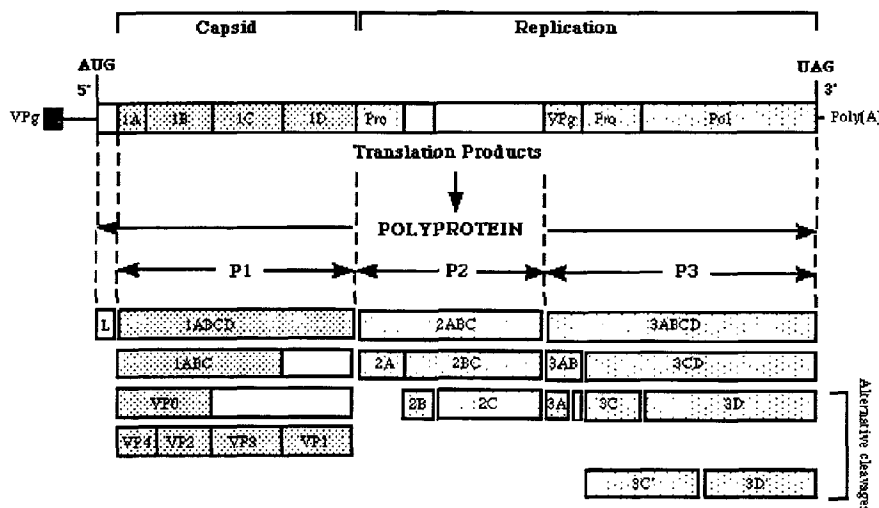 Capsid Replication
AUG UAG
5' 3'
VPg 1A 1B 1C 1D Pro VPg Pro Pol Poly(A)
Translation Products
POLYPROTEIN
P1 P2 P3
L 1ABCD 2ABC 3ABCD
1ABC 2A 2BC 3AB 3CD
VP0 2B 2C 3A 3C 3D
VP4 VP2 VP3 VP1
3C' 3D
Alternative cleavages